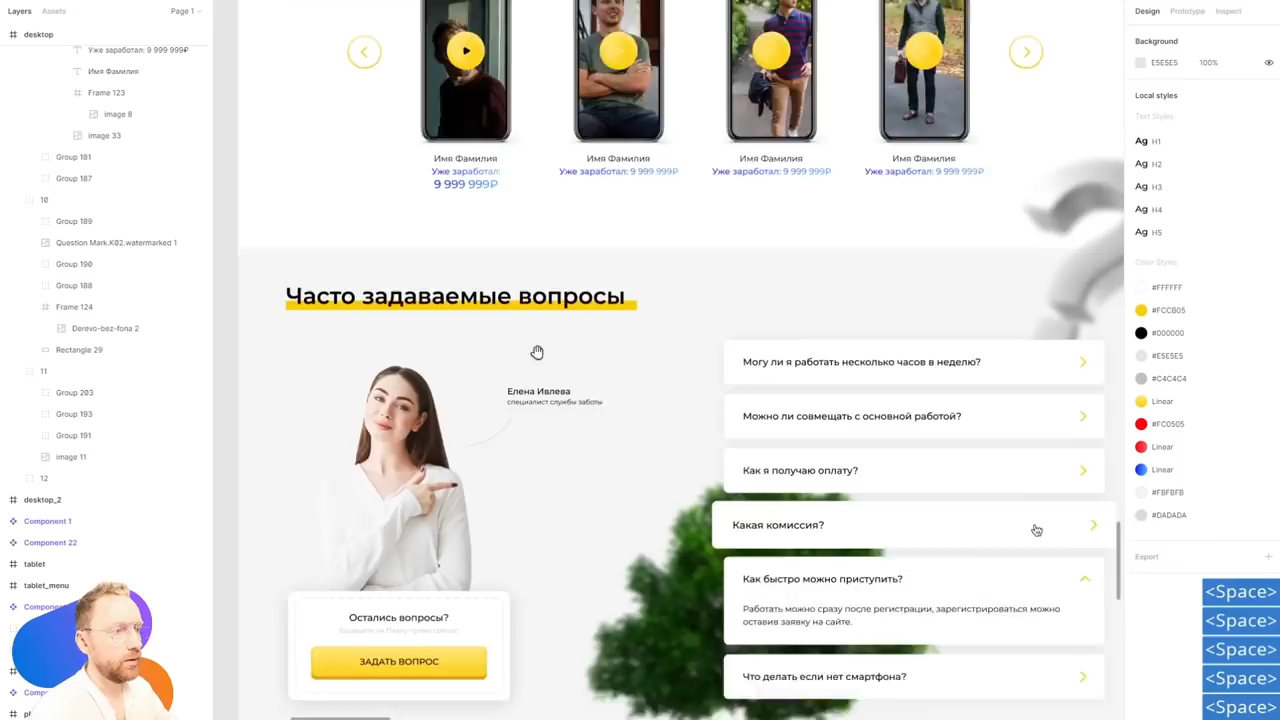 Layers
Assets
Page 1
desktop
Уже заработал: 9 999 999₽
Имя Фамилия
Frame 123
image 8
image 33
Group 181
Group 187
10
Group 189
Question Mark.K02.watermarked 1
Group 190
Group 188
Frame 124
Derevo-bez-fona 2
Rectangle 29
11
Group 203
Group 193
Group 191
image 11
12
desktop_2
Component 1
Component 22
tablet
tablet_menu
Имя Фамилия
Уже заработал:
9 999 999₽
Имя Фамилия
Уже заработал: 9 999 999₽
Имя Фамилия
Уже заработал: 9 999 999₽
Имя Фамилия
Уже заработал: 9 999 999₽
Часто задаваемые вопросы
Елена Ивлева
специалист службы заботы
Остались вопросы?
ЗАДАТЬ ВОПРОС
Могу ли я работать несколько часов в неделю?
Можно ли совмещать с основной работой?
Как я получаю оплату?
Какая комиссия?
Как быстро можно приступить?
Работать можно сразу после регистрации, зарегистрироваться можно
оставив заявку на сайте.
Что делать если нет смартфона?
Design
Prototype
Inspect
Background
E5E5E5
100%
Local styles
Text Styles
Ag H1
Ag H2
Ag H3
Ag H4
Ag H5
Color Styles
#FFFFFF
#FCCB05
#000000
#E5E5E5
#C4C4C4
Linear
#FC0505
Linear
Linear
#FBFBFB
#DADADA
Export
<Space>
<Space>
<Space>
<Space>
<Space>